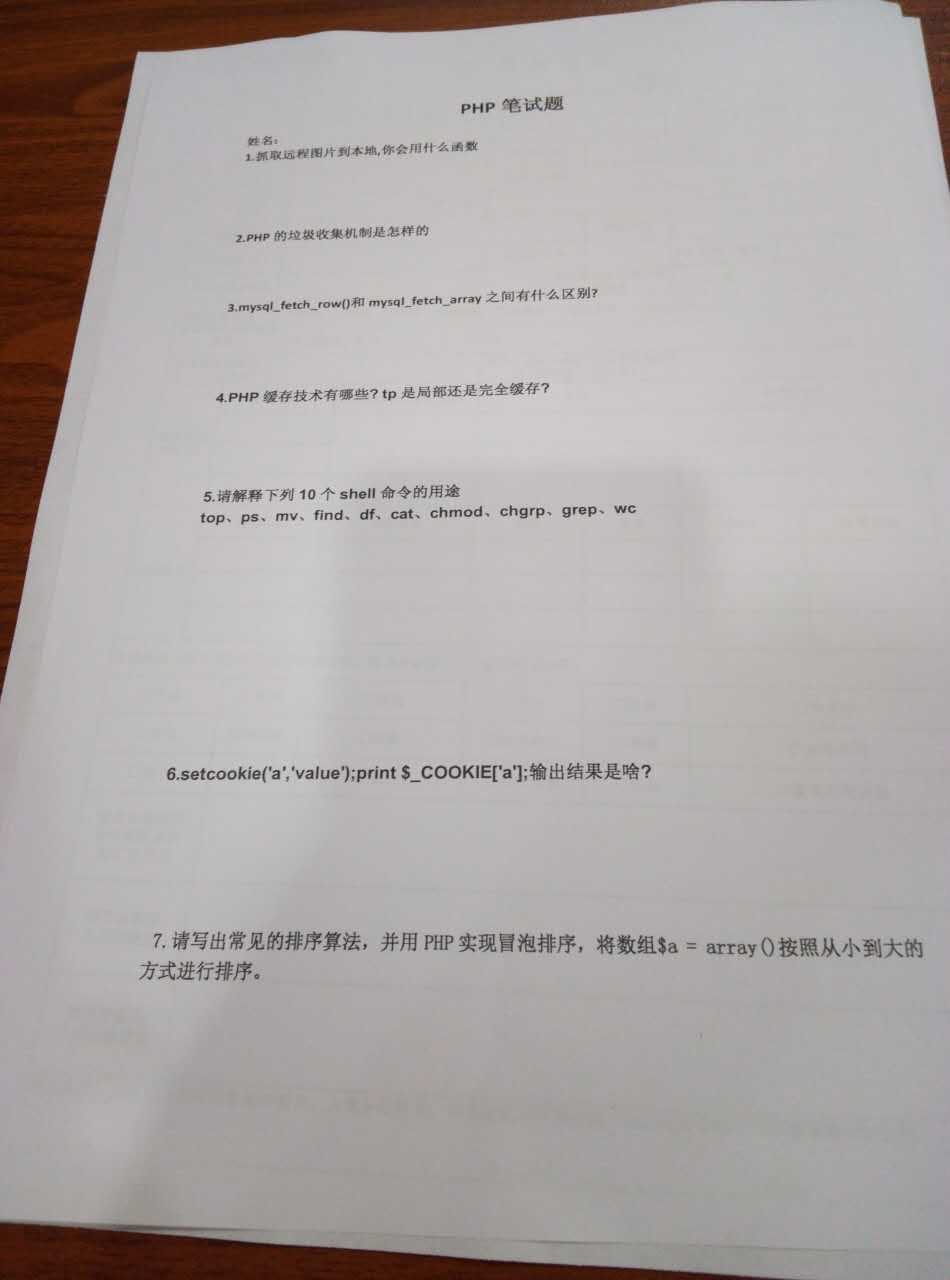 PHP 笔试题
姓名:
1.抓取远程图片到本地,你会用什么函数
2.PHP 的垃圾收集机制是怎样的
3.mysql_fetch_row()和 mysql_fetch_array 之间有什么区别?
4.PHP 缓存技术有哪些? tp 是局部还是完全缓存?
5.请解释下列 10 个 shell 命令的用途
top、ps、mv、find、df、cat、chmod、chgrp、grep、wc
6.setcookie('a','value');print $_COOKIE['a'];输出结果是啥?
7.请写出常见的排序算法，并用 PHP 实现冒泡排序，将数组$a = array()按照从小到大的
方式进行排序。